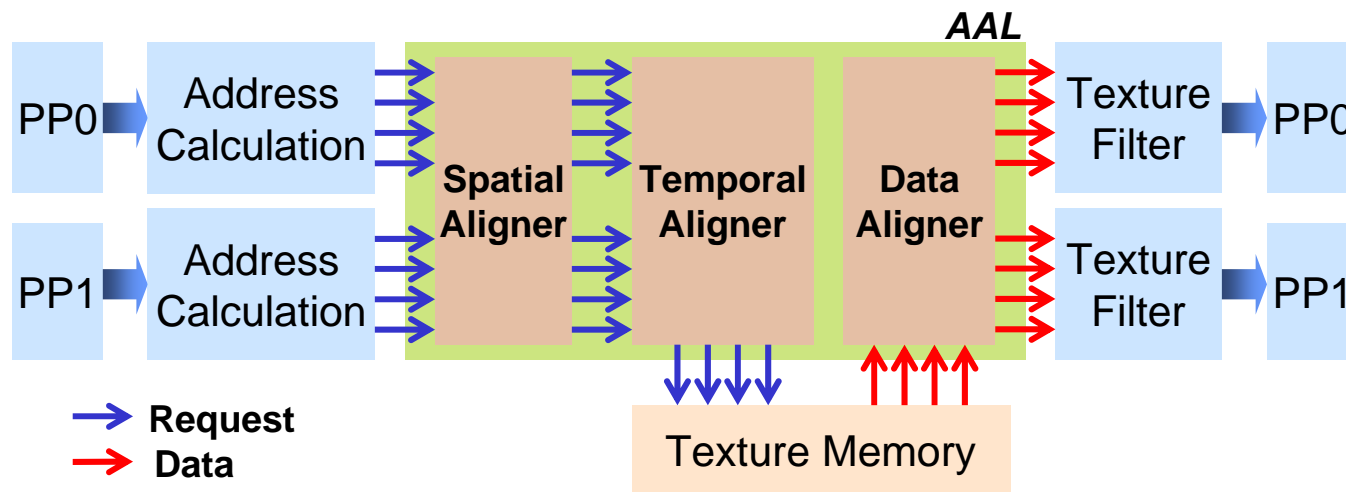 AAL
PP0
Address
Calculation
Spatial
Aligner
Temporal
Aligner
Data
Aligner
Texture
Filter
PP0
PP1
Address
Calculation
Texture
Filter
PP1
Request
Data
Texture Memory